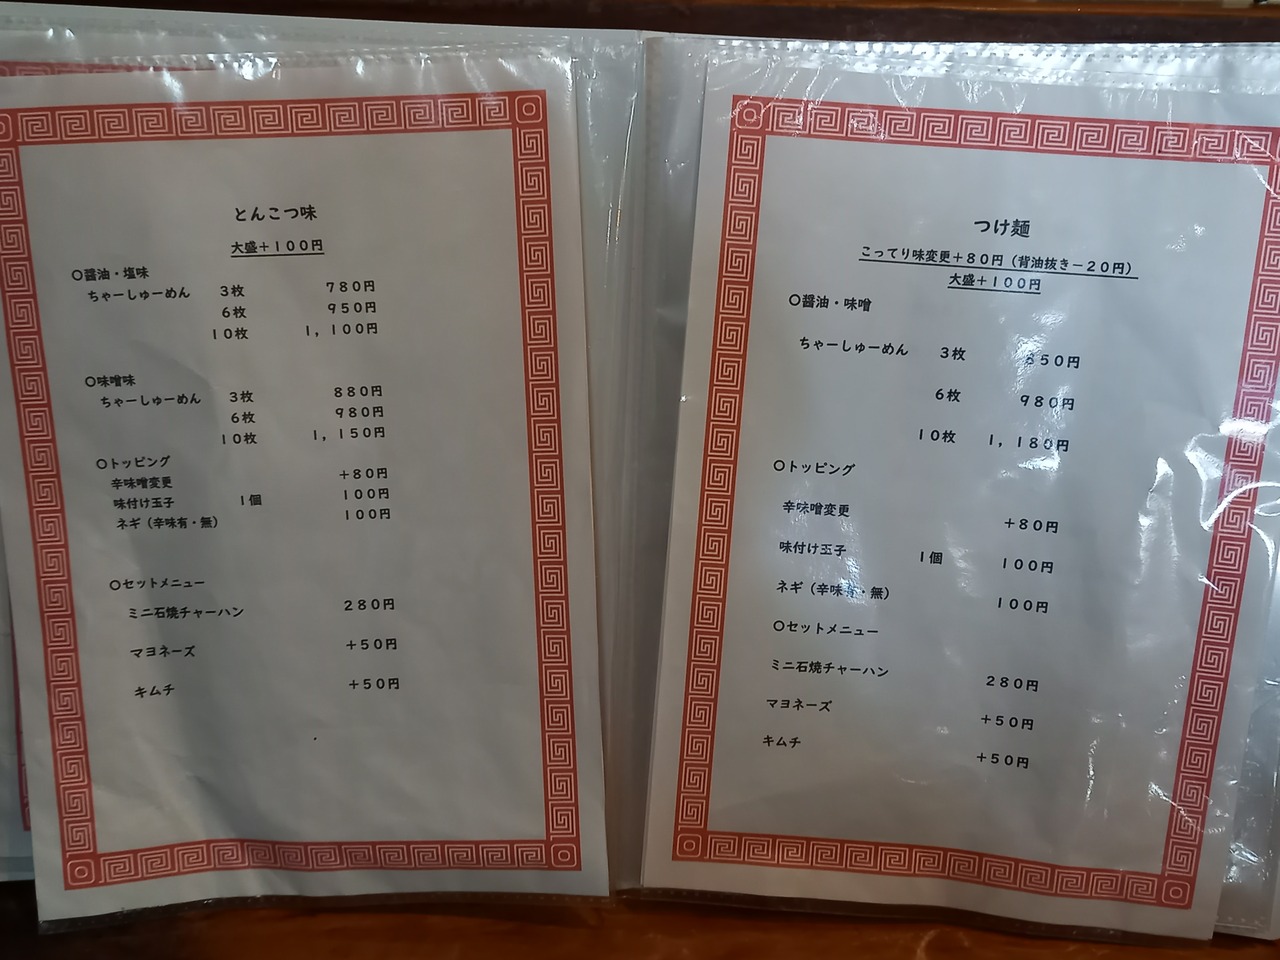 とんこつ味
大盛＋１００円
〇醤油・塩味
ちゃーしゅーめん ３枚 ７８０円
６枚 ９５０円
１０枚 １，１００円
〇味噌味
ちゃーしゅーめん ３枚 ８８０円
６枚 ９８０円
１０枚 １，１５０円
〇トッピング
辛味噌変更 ＋８０円
味付け玉子 １個 １００円
ネギ（辛味有・無） １００円
〇セットメニュー
ミニ石焼チャーハン ２８０円
マヨネーズ ＋５０円
キムチ ＋５０円
つけ麺
こってり味変更＋８０円（背油抜き－２０円）
大盛＋１００円
〇醤油・味噌
ちゃーしゅーめん ３枚 ８５０円
６枚 ９８０円
１０枚 １，１８０円
〇トッピング
辛味噌変更 ＋８０円
味付け玉子 １個 １００円
ネギ（辛味有・無） １００円
〇セットメニュー
ミニ石焼チャーハン ２８０円
マヨネーズ ＋５０円
キムチ ＋５０円